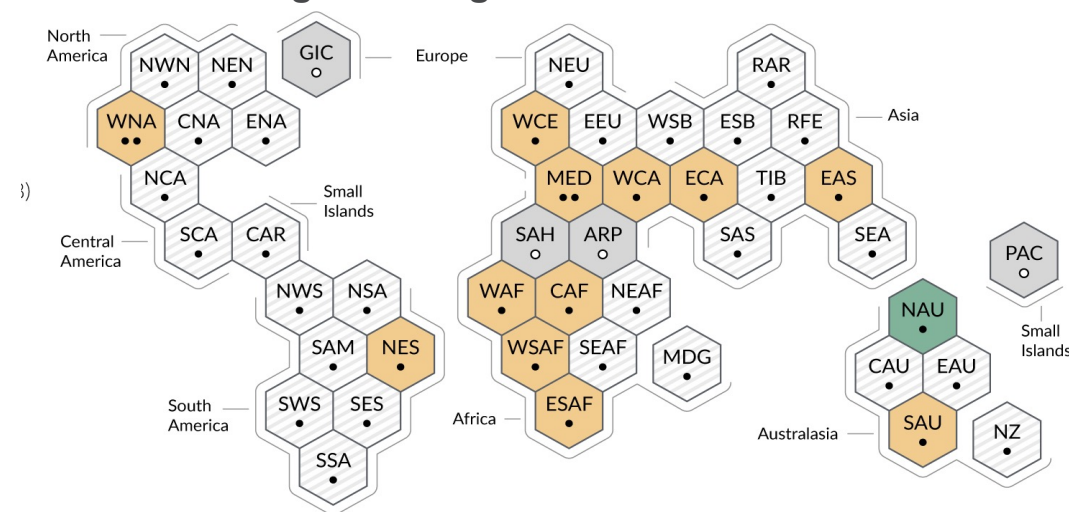 North
America
NWN
NEN
GIC
Europe
NEU
RAR
WNA
CNA
ENA
WCE
EEU
WSB
ESB
RFE
Asia
3)
NCA
Small
Islands
MED
WCA
ECA
TIB
EAS
Central
America
SCA
CAR
SAH
ARP
SAS
SEA
PAC
NWS
NSA
WAF
CAF
NEAF
NAU
Small
Islands
SAM
NES
WSAF
SEAF
MDG
CAU
EAU
South
America
SWS
SES
Africa
ESAF
Australasia
SAU
NZ
SSA